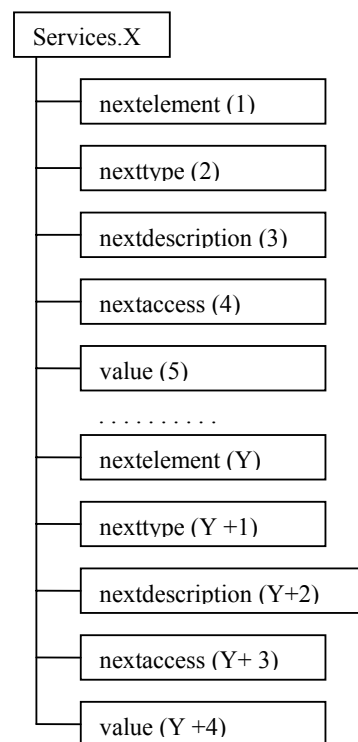 Services.X
nextelement (1)
nexttype (2)
nextdescription (3)
nextaccess (4)
value (5)
. . . . . . . . . .
nextelement (Y)
nexttype (Y +1)
nextdescription (Y+2)
nextaccess (Y+ 3)
value (Y +4)